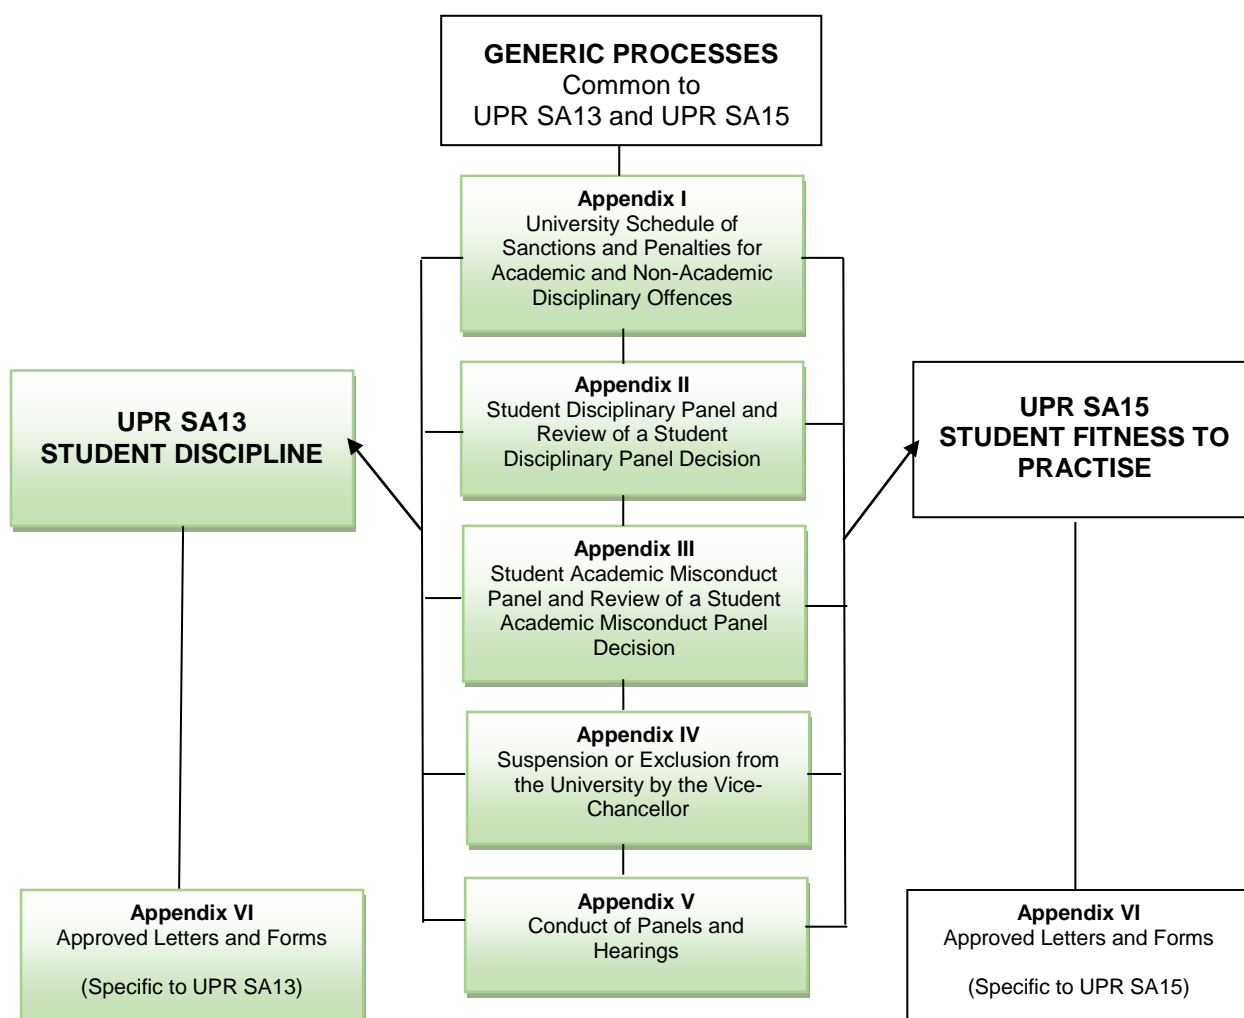 GENERIC PROCESSES
Common to
UPR SA13 and UPR SA15
Appendix I
University Schedule of
Sanctions and Penalties for
Academic and Non-Academic
Disciplinary Offences
Appendix II
Student Disciplinary Panel and
Review of a Student
Disciplinary Panel Decision
UPR SA13
STUDENT DISCIPLINE
UPR SA15
STUDENT FITNESS TO
PRACTISE
Appendix III
Student Academic Misconduct
Panel and Review of a Student
Academic Misconduct Panel
Decision
Appendix IV
Suspension or Exclusion from
the University by the Vice-
Chancellor
Appendix V
Conduct of Panels and
Hearings
Appendix VI
Approved Letters and Forms
(Specific to UPR SA13)
Appendix VI
Approved Letters and Forms
(Specific to UPR SA15)